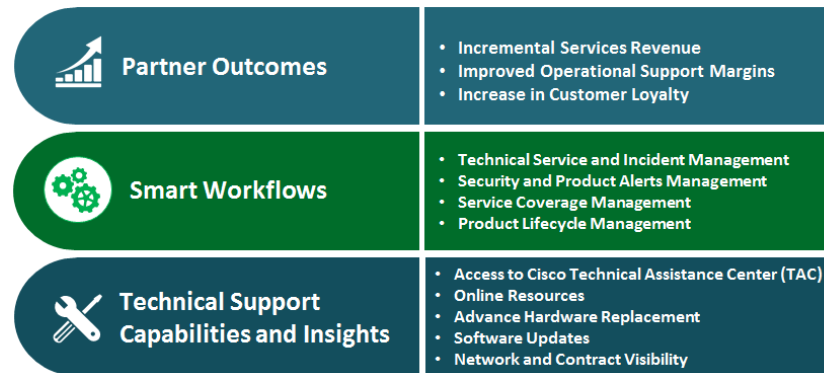 Partner Outcomes
• Incremental Services Revenue
• Improved Operational Support Margins
• Increase in Customer Loyalty
Smart Workflows
• Technical Service and Incident Management
• Security and Product Alerts Management
• Service Coverage Management
• Product Lifecycle Management
Technical Support
Capabilities and Insights
• Access to Cisco Technical Assistance Center (TAC)
• Online Resources
• Advance Hardware Replacement
• Software Updates
• Network and Contract Visibility